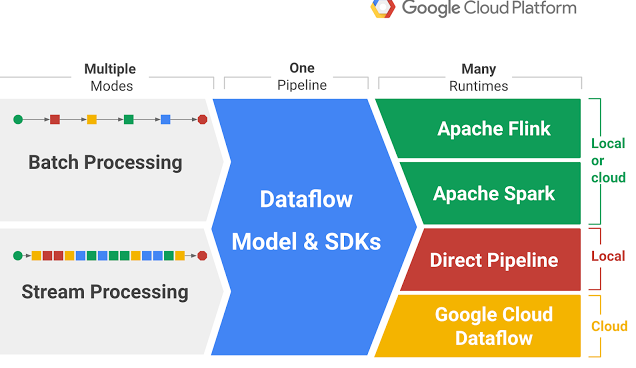 Google Cloud Platform
Multiple
Modes
One
Pipeline
Many
Runtimes
Batch Processing
Stream Processing
Dataflow
Model & SDKs
Apache Flink
Apache Spark
Direct Pipeline
Google Cloud
Dataflow
Local
or
cloud
Local
Cloud